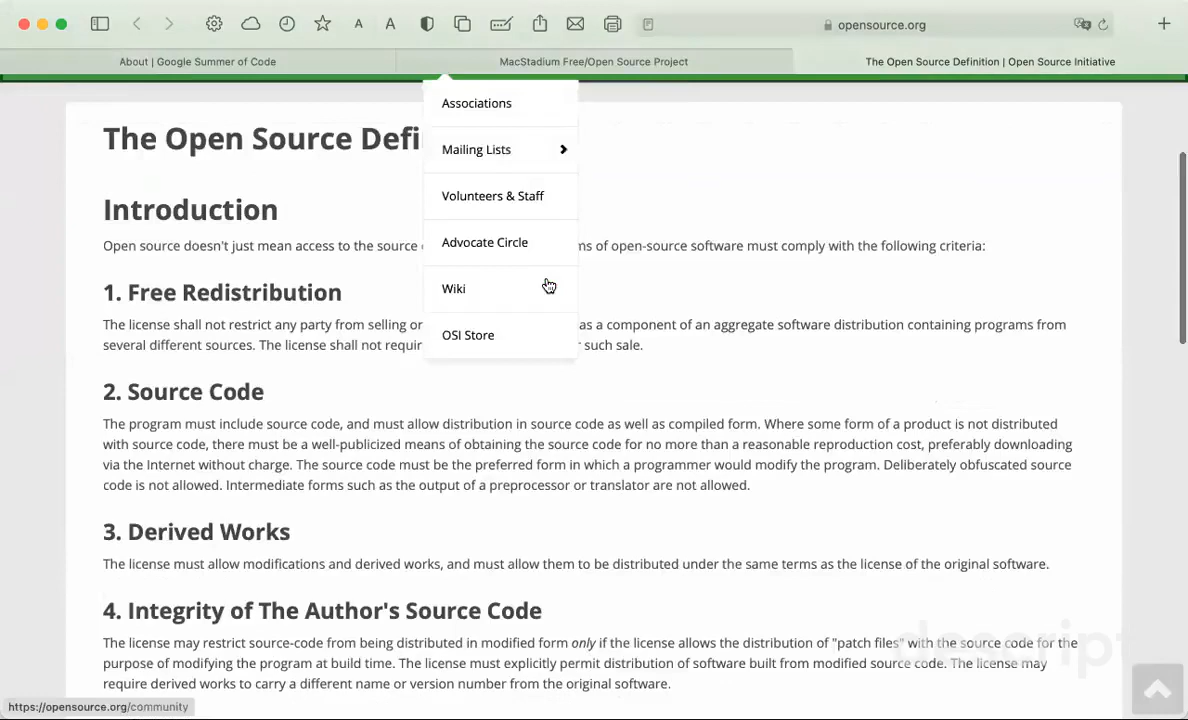 A A opensource.org
About | Google Summer of Code MacStadium Free/Open Source Project The Open Source Definition | Open Source Initiative
The Open Source Defi
Associations
Mailing Lists
Volunteers & Staff
Advocate Circle
Wiki
OSI Store
Introduction
Open source doesn't just mean access to the source of open-source software must comply with the following criteria:
1. Free Redistribution
The license shall not restrict any party from selling or as a component of an aggregate software distribution containing programs from
several different sources. The license shall not such sale.
2. Source Code
The program must include source code, and must allow distribution in source code as well as compiled form. Where some form of a product is not distributed
with source code, there must be a well-publicized means of obtaining the source code for no more than a reasonable reproduction cost, preferably downloading
via the Internet without charge. The source code must be the preferred form in which a programmer would modify the program. Deliberately obfuscated source
code is not allowed. Intermediate forms such as the output of a preprocessor or translator are not allowed.
3. Derived Works
The license must allow modifications and derived works, and must allow them to be distributed under the same terms as the license of the original software.
4. Integrity of The Author's Source Code
The license may restrict source-code from being distributed in modified form only if the license allows the distribution of "patch files" with the source code for the
purpose of modifying the program at build time. The license must explicitly permit distribution of software built from modified source code. The license may
require derived works to carry a different name or version number from the original software.
descript
https://opensource.org/community